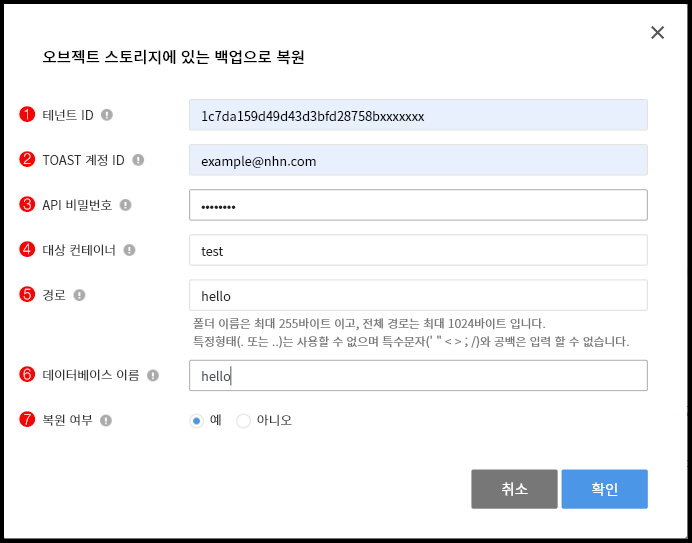 오브젝트 스토리지에 있는 백업으로 복원
1 테넌트 ID 1c7da159d49d43d3bfd28758bxxxxxxx
2 TOAST 계정 ID example@nhn.com
3 API 비밀번호 ••••••••
4 대상 컨테이너 test
5 경로 hello
폴더 이름은 최대 255바이트 이고, 전체 경로는 최대 1024바이트 입니다.
특정형태(. 또는 ..)는 사용할 수 없으며 특수문자(' " < > ; /)와 공백은 입력 할 수 없습니다.
6 데이터베이스 이름 hello
7 복원 여부 예 아니오
취소 확인